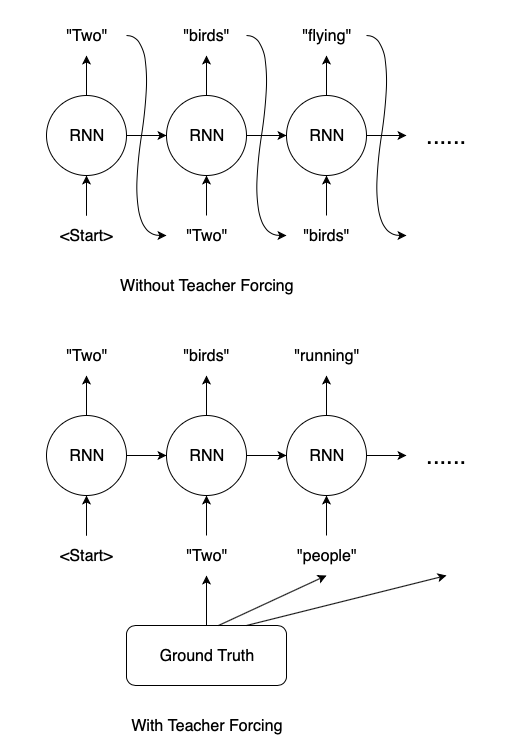 "Two" "birds" "flying"
RNN RNN RNN ......
<Start> "Two" "birds"
Without Teacher Forcing
"Two" "birds" "running"
RNN RNN RNN ......
<Start> "Two" "people"
Ground Truth
With Teacher Forcing